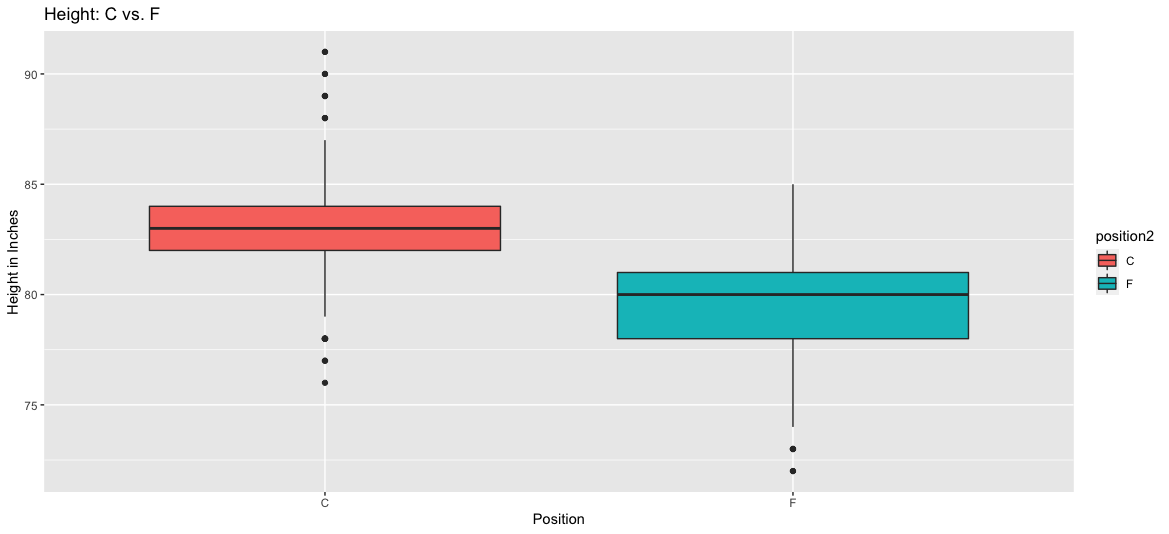 Height: C vs. F
90
85
80
75
Height in Inches
C
F
Position
position2
C
F